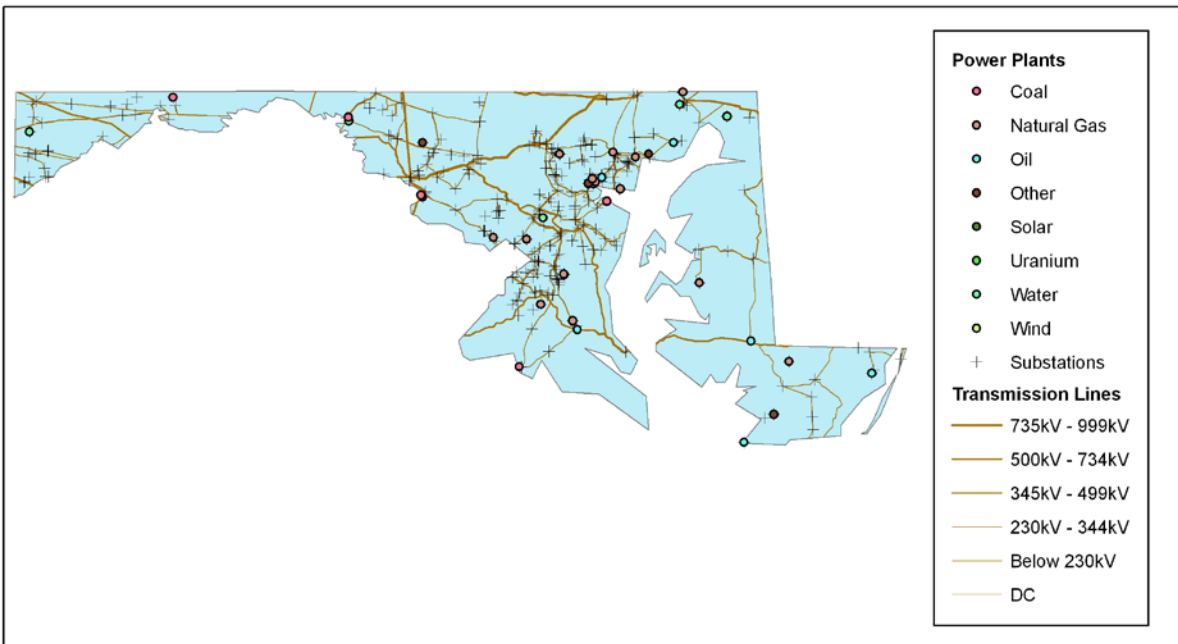 Power Plants
Coal
Natural Gas
Oil
Other
Solar
Uranium
Water
Wind
Substations
Transmission Lines
735kV - 999kV
500kV - 734kV
345kV - 499kV
230kV - 344kV
Below 230kV
DC